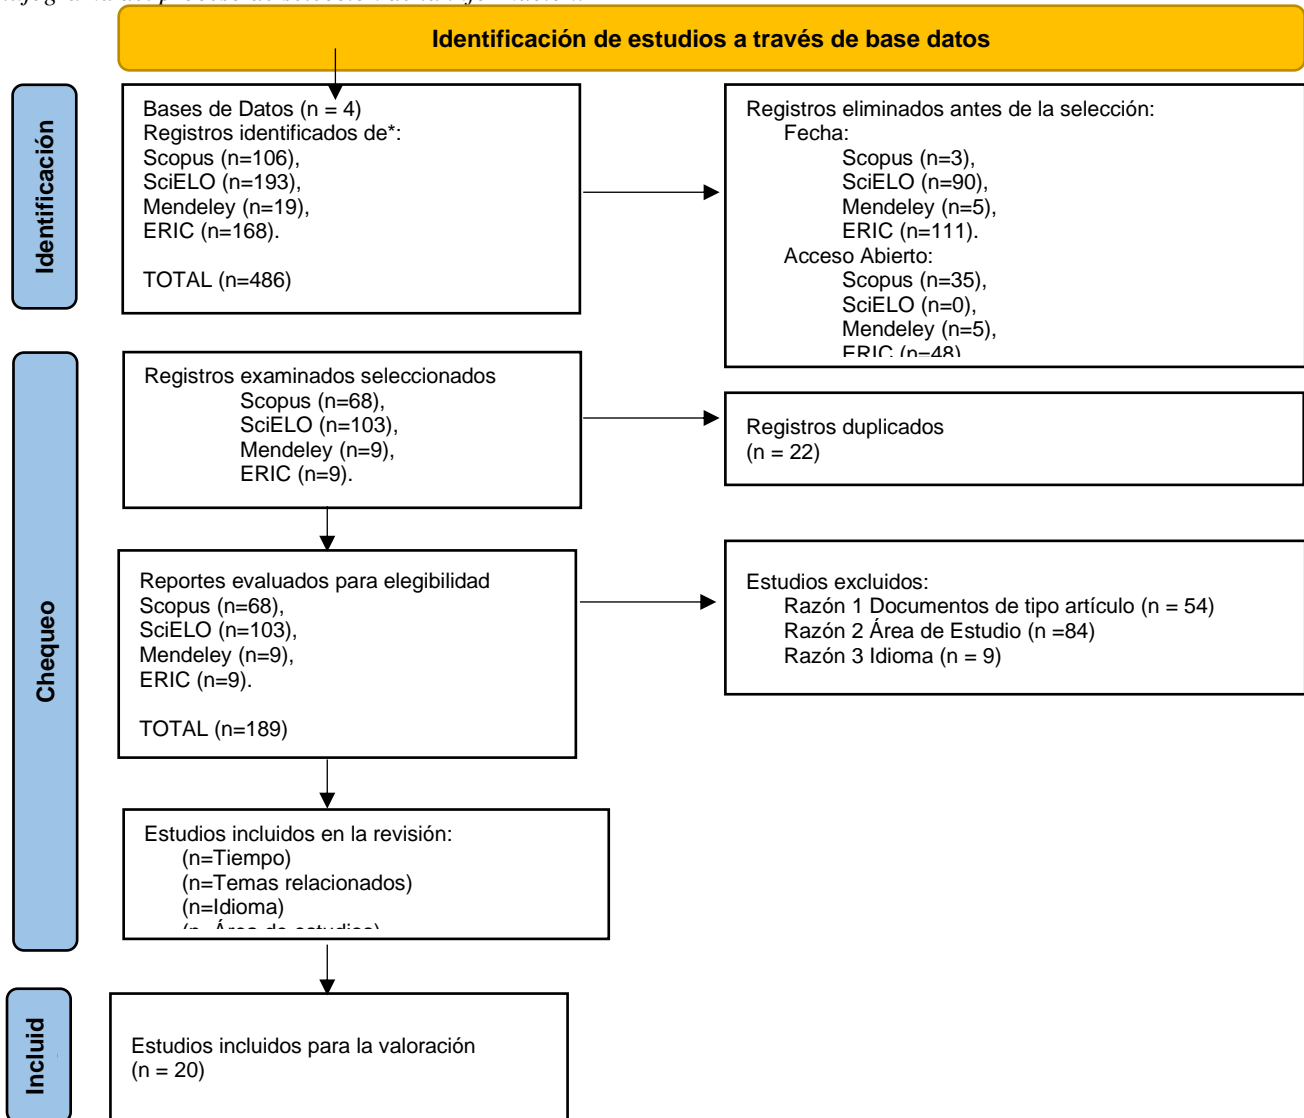 Identificación de estudios a través de base datos
Identificación
Bases de Datos (n = 4)
Registros identificados de*:
Scopus (n=106),
SciELO (n=193),
Mendeley (n=19),
ERIC (n=168).
TOTAL (n=486)
Registros eliminados antes de la selección:
Fecha:
Scopus (n=3),
SciELO (n=90),
Mendeley (n=5),
ERIC (n=111).
Acceso Abierto:
Scopus (n=35),
SciELO (n=0),
Mendeley (n=5),
ERIC (n=48)
Chequeo
Registros examinados seleccionados
Scopus (n=68),
SciELO (n=103),
Mendeley (n=9),
ERIC (n=9).
Registros duplicados
(n = 22)
Reportes evaluados para elegibilidad
Scopus (n=68),
SciELO (n=103),
Mendeley (n=9),
ERIC (n=9).
TOTAL (n=189)
Estudios excluidos:
Razón 1 Documentos de tipo artículo (n = 54)
Razón 2 Área de Estudio (n =84)
Razón 3 Idioma (n = 9)
Estudios incluidos en la revisión:
(n=Tiempo)
(n=Temas relacionados)
(n=Idioma)
(n=Área de estudios)
Incluid
Estudios incluidos para la valoración
(n = 20)